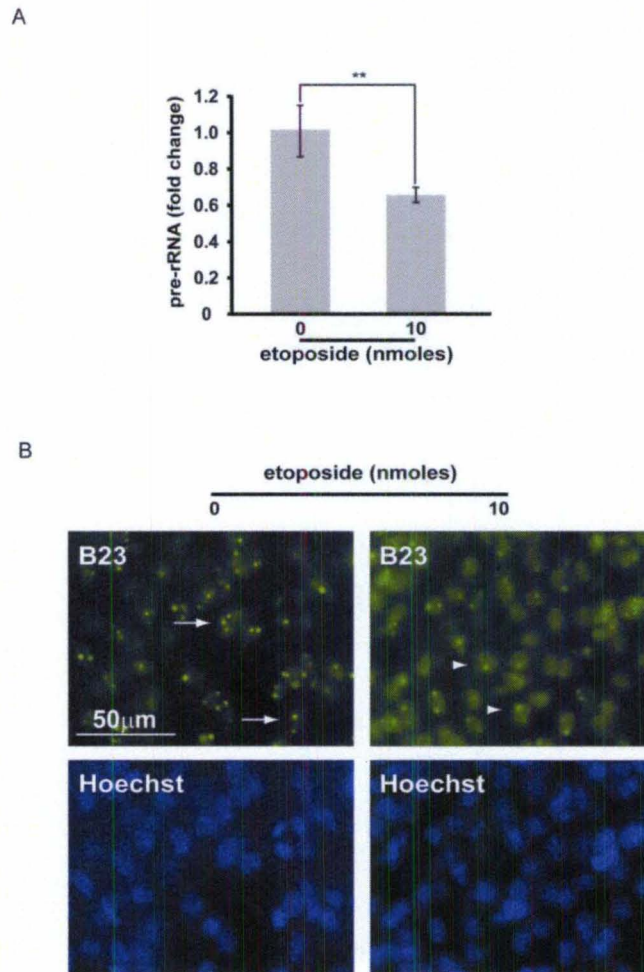 A
**
pre-rRNA (fold change)
1.2
1.0
0.8
0.6
0.4
0.2
0
0 10
etoposide (nmoles)
B
etoposide (nmoles)
0 10
B23 B23
50µm
Hoechst Hoechst